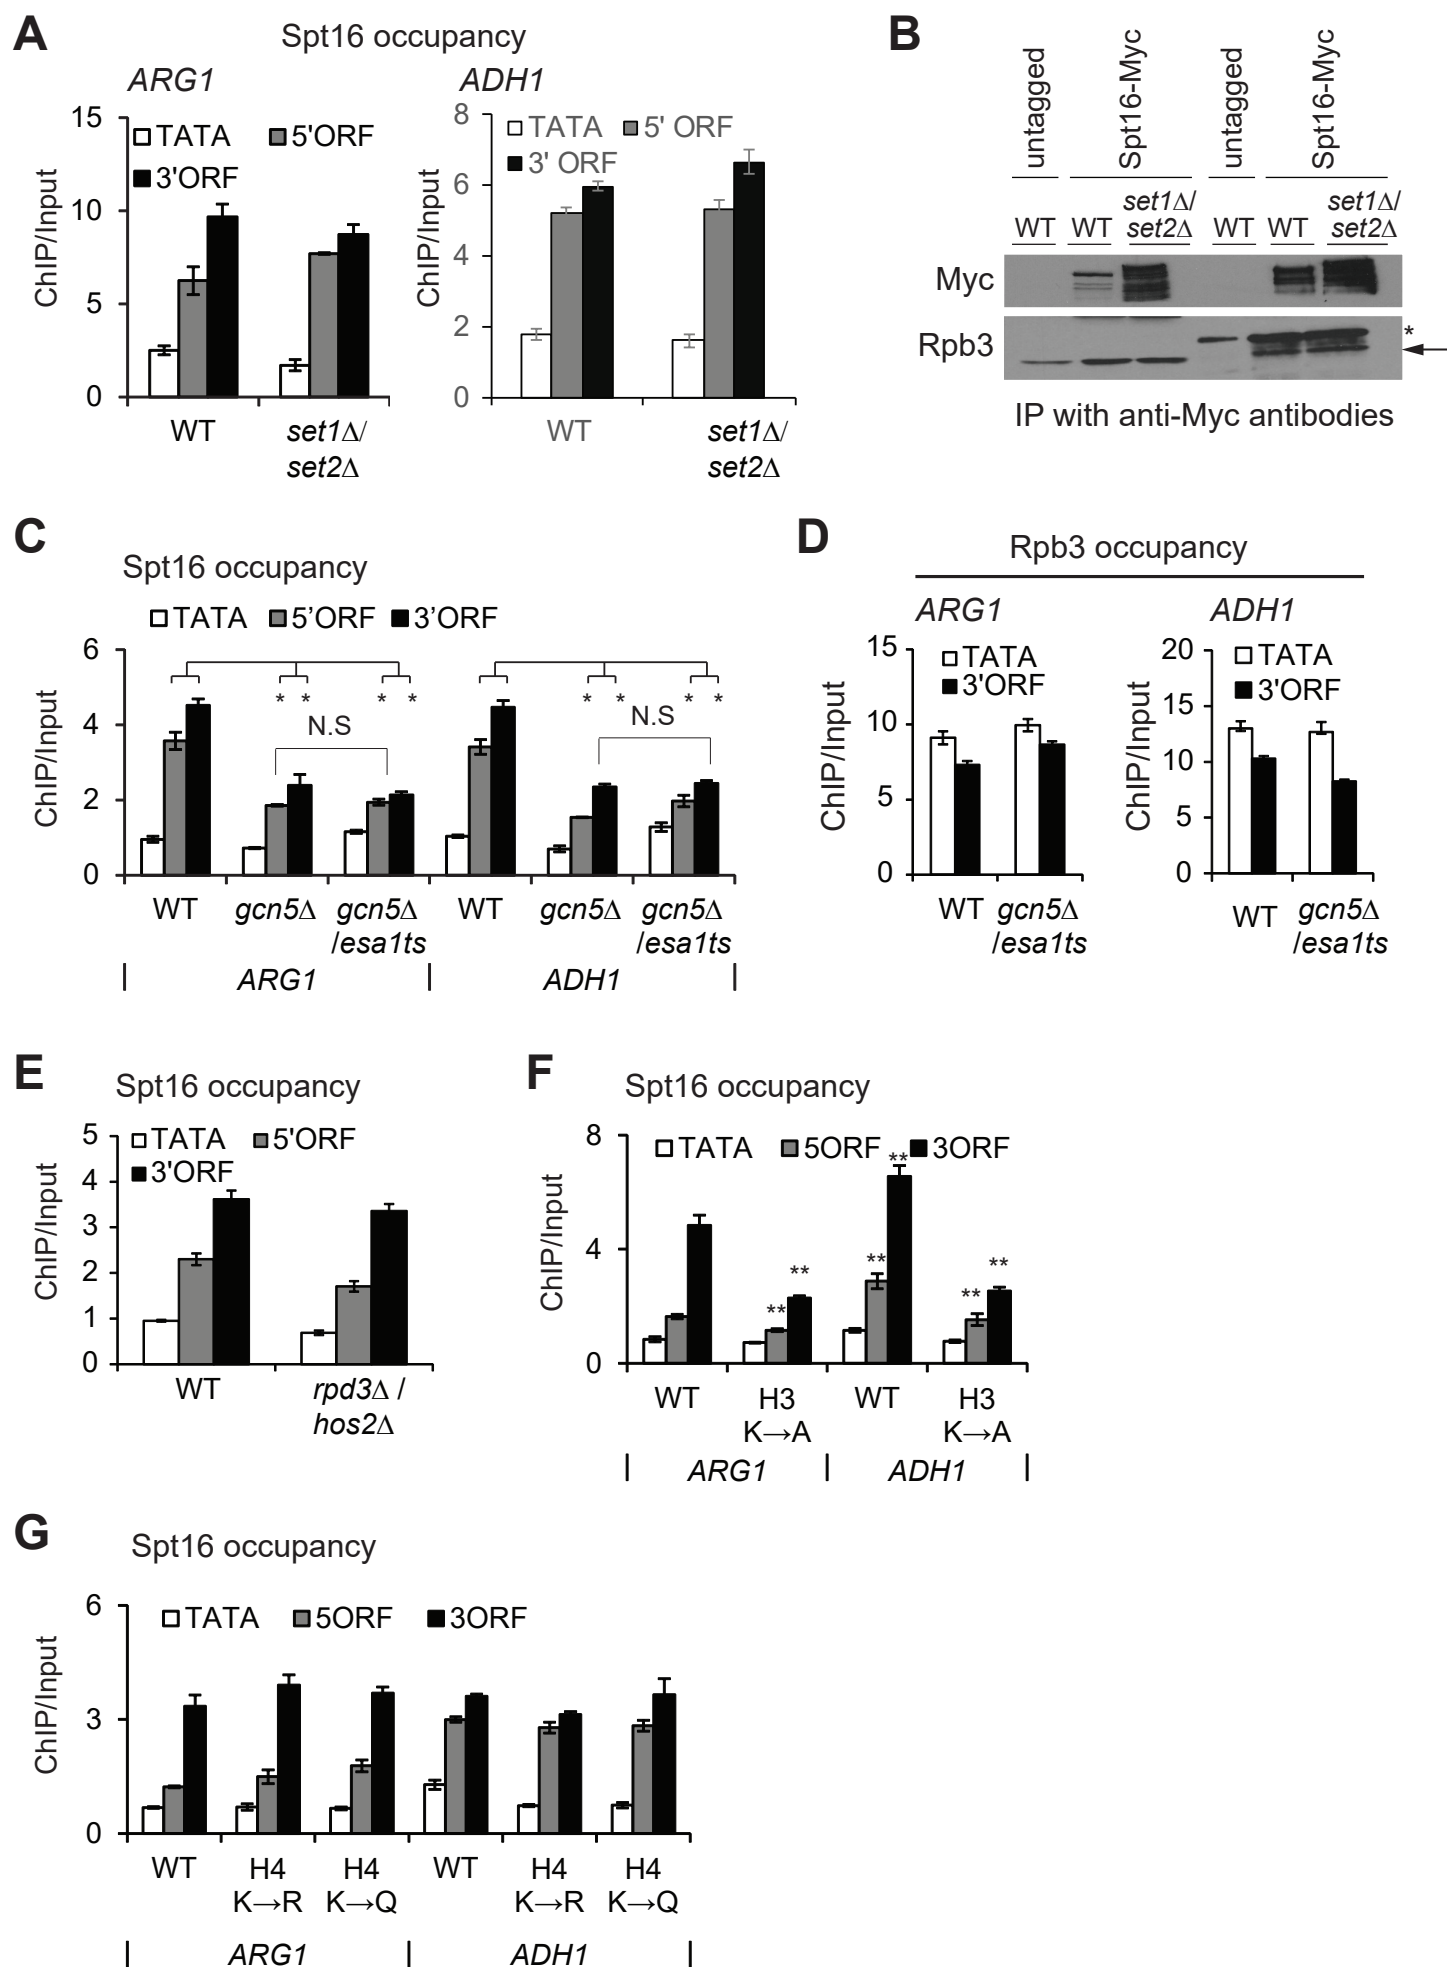 A
Spt16 occupancy
ARG1
ADH1
15
10
5
0
ChIP/Input
TATA
5'ORF
3'ORF
WT
set1Δ/
set2Δ
8
6
4
2
0
ChIP/Input
TATA
5' ORF
3' ORF
WT
set1Δ/
set2Δ
B
untagged
Spt16-Myc
untagged
Spt16-Myc
WT
WT
set1Δ/
set2Δ
WT
WT
set1Δ/
set2Δ
Myc
Rpb3
*
IP with anti-Myc antibodies
C
Spt16 occupancy
TATA
5’ORF
3’ORF
6
4
2
0
ChIP/Input
* *
* *
N.S
* *
* *
N.S
WT
gcn5Δ
gcn5Δ
/esa1ts
WT
gcn5Δ
gcn5Δ
/esa1ts
ARG1
ADH1
D
Rpb3 occupancy
ARG1
ADH1
15
10
5
0
ChIP/Input
TATA
3'ORF
WT
gcn5Δ
/esa1ts
20
15
10
5
0
ChIP/Input
TATA
3'ORF
WT
gcn5Δ
/esa1ts
E
Spt16 occupancy
5
4
3
2
1
0
ChIP/Input
TATA
5'ORF
3'ORF
WT
rpd3Δ /
hos2Δ
F
Spt16 occupancy
8
4
0
ChIP/Input
TATA
5ORF
3ORF
**
**
**
**
**
**
WT
H3
K→A
WT
H3
K→A
ARG1
ADH1
G
Spt16 occupancy
6
3
0
ChIP/Input
TATA
5ORF
3ORF
WT
H4
K→R
H4
K→Q
WT
H4
K→R
H4
K→Q
ARG1
ADH1